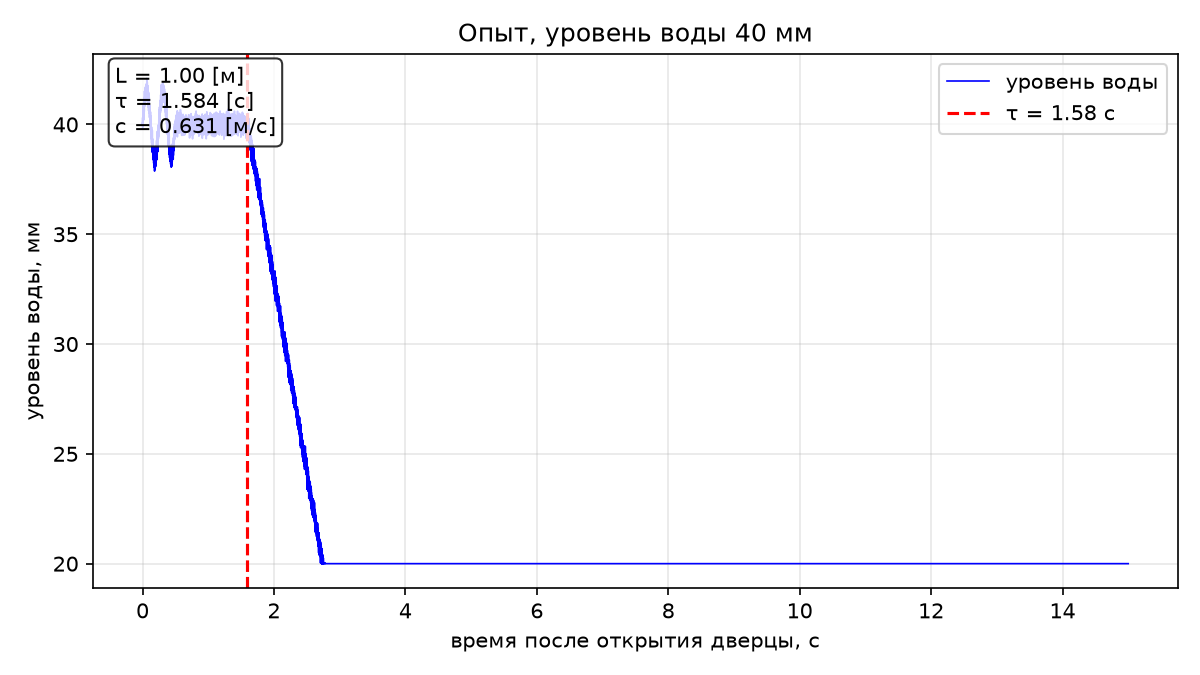 Опыт, уровень воды 40 мм
L = 1.00 [м]
τ = 1.584 [с]
c = 0.631 [м/с]
уровень воды
τ = 1.58 с
уровень воды, мм
40
35
30
25
20
0 2 4 6 8 10 12 14
время после открытия дверцы, с